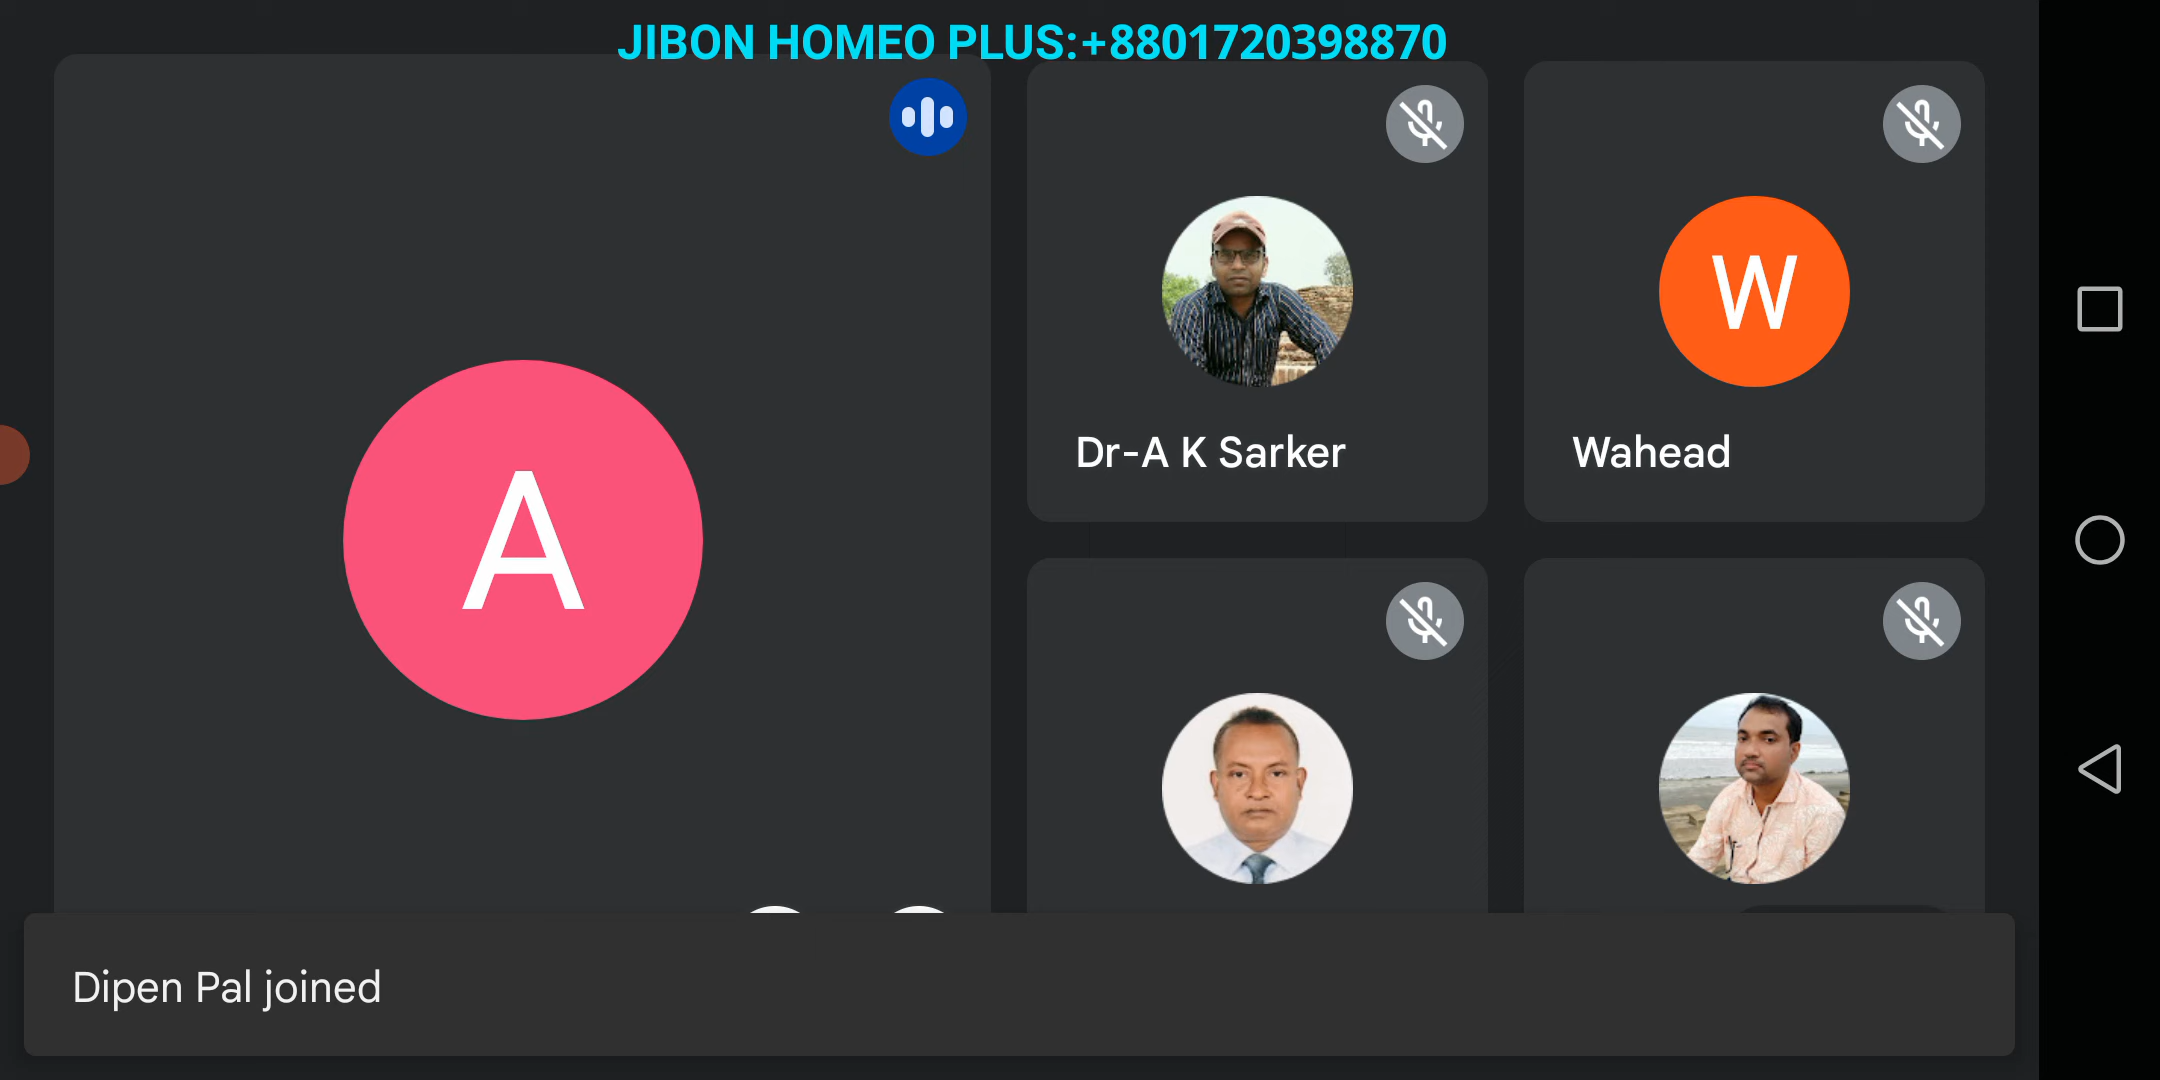 JIBON HOMEO PLUS:+8801720398870
A
Dr-A K Sarker
W
Wahead
Dipen Pal joined